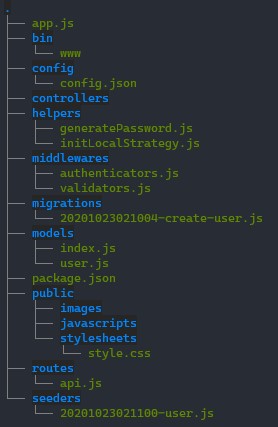 .
├── app.js
├── bin
│   └── www
├── config
│   └── config.json
├── controllers
├── helpers
│   ├── generatePassword.js
│   └── initLocalStrategy.js
├── middlewares
│   ├── authenticators.js
│   └── validators.js
├── migrations
│   └── 20201023021004-create-user.js
├── models
│   ├── index.js
│   └── user.js
├── package.json
├── public
│   ├── images
│   ├── javascripts
│   └── stylesheets
│       └── style.css
├── routes
│   └── api.js
└── seeders
    └── 20201023021100-user.js